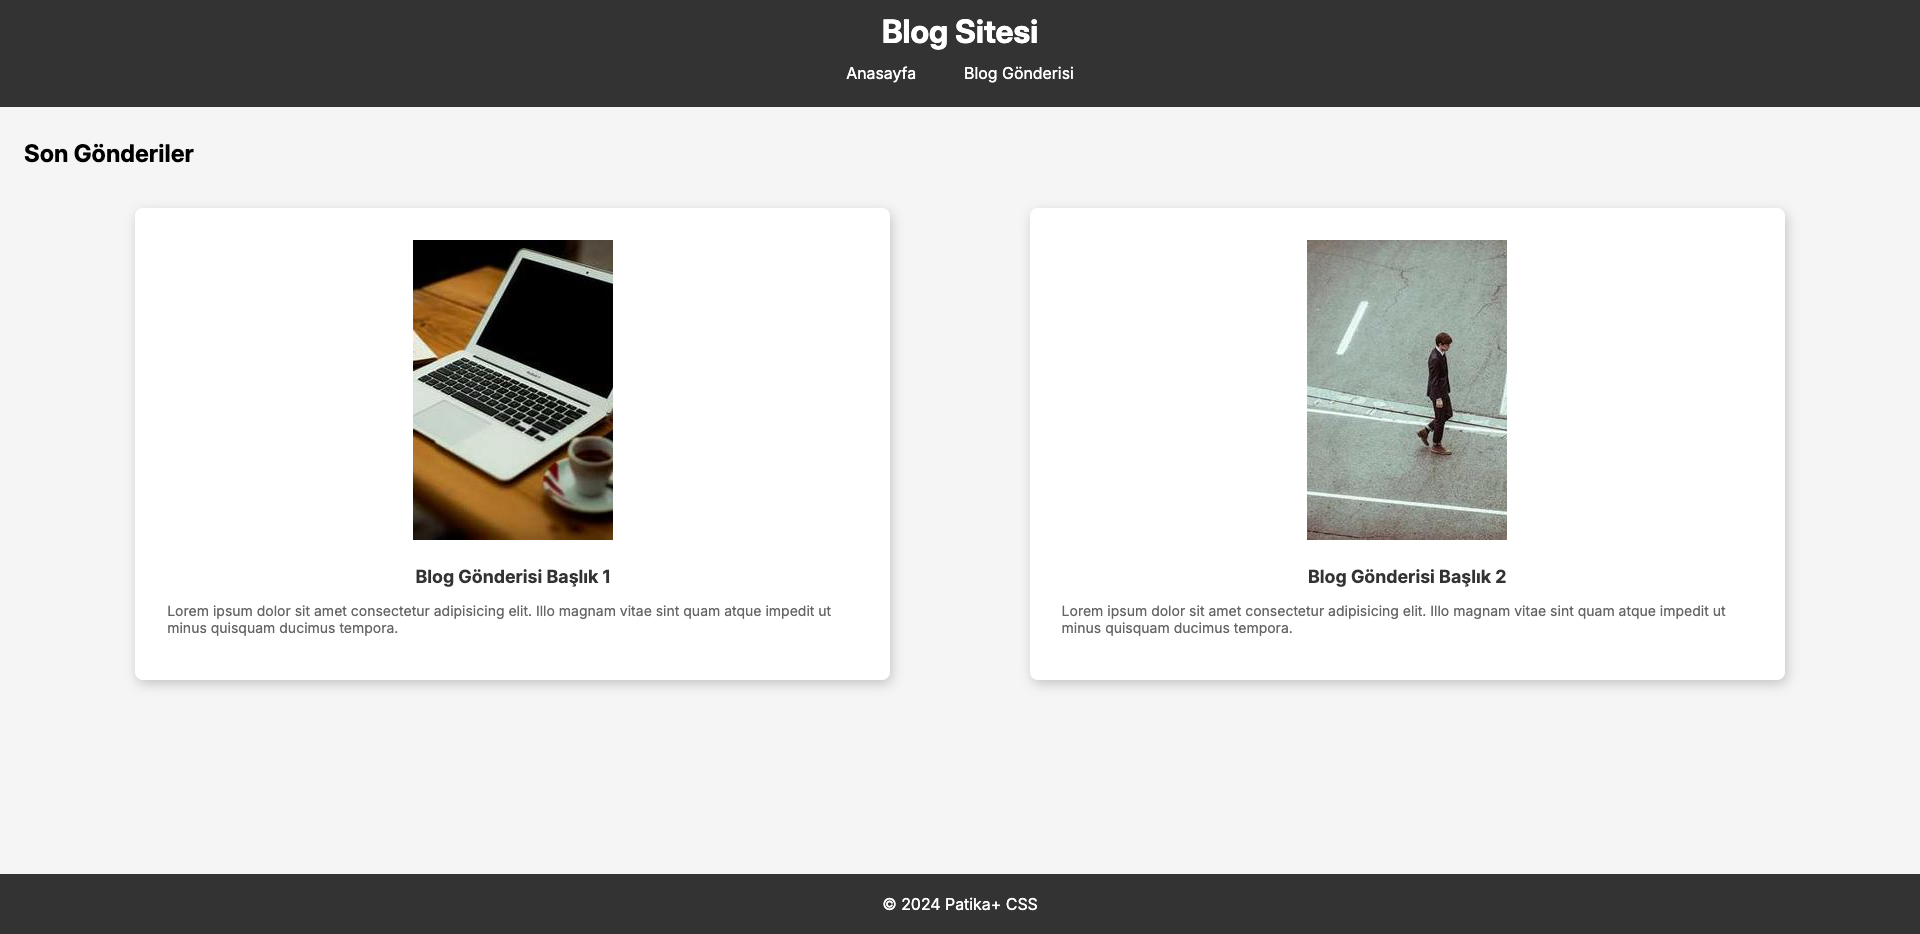 Blog Sitesi
Anasayfa Blog Gönderisi
Son Gönderiler
Blog Gönderisi Başlık 1
Lorem ipsum dolor sit amet consectetur adipisicing elit. Illo magnam vitae sint quam atque impedit ut
minus quisquam ducimus tempora.
Blog Gönderisi Başlık 2
Lorem ipsum dolor sit amet consectetur adipisicing elit. Illo magnam vitae sint quam atque impedit ut
minus quisquam ducimus tempora.
© 2024 Patika+ CSS